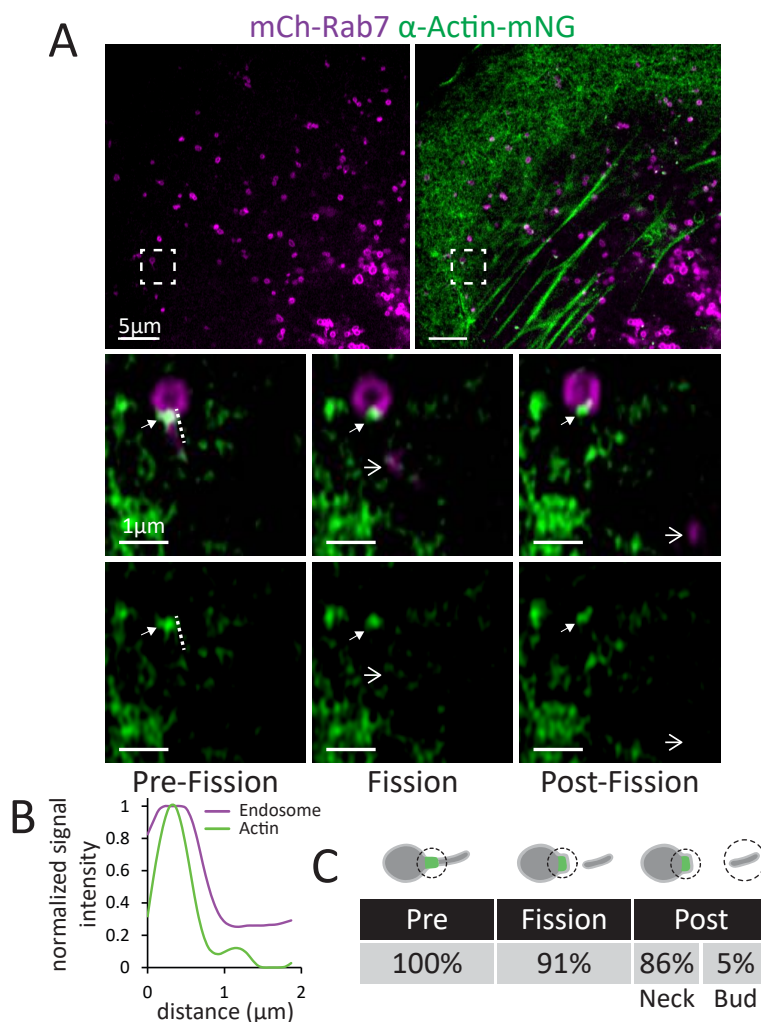 A
mCh-Rab7 α-Actin-mNG
5µm
1µm
Pre-Fission Fission Post-Fission
B
normalized signal
intensity
1
0.8
0.6
0.4
0.2
0
0 1 2
distance (µm)
Endosome
Actin
C
Pre Fission Post
100% 91% 86% 5%
Neck Bud